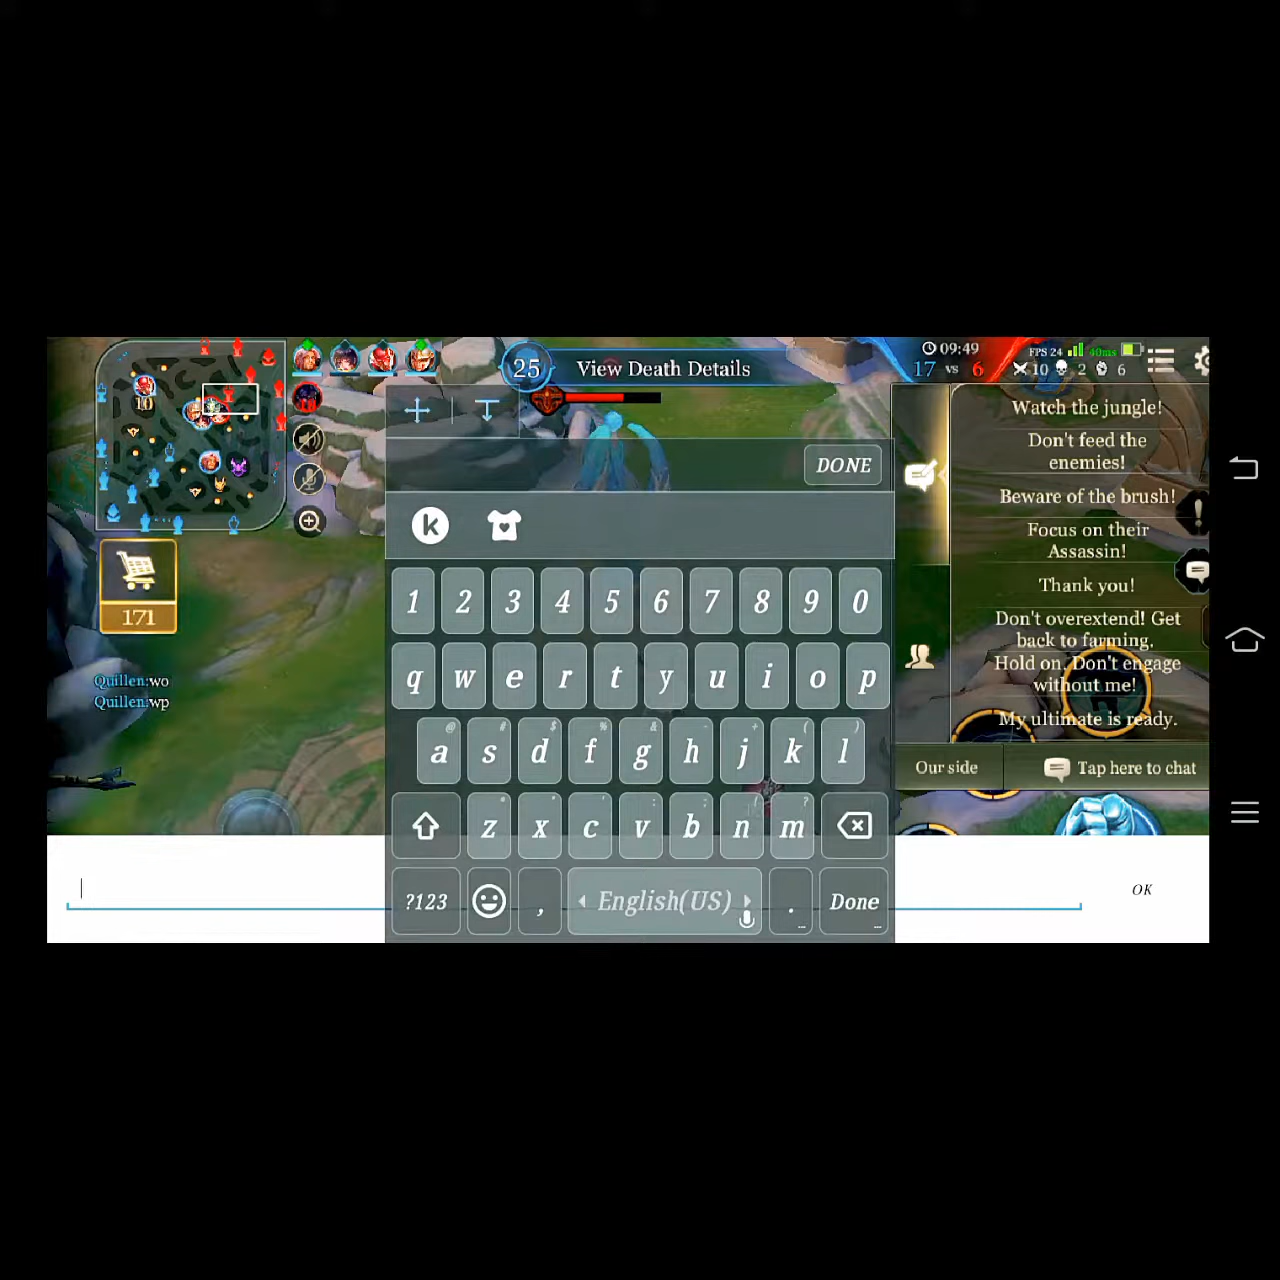 25 View Death Details
09:49
17 vs 6
FPS 24 40ms
10 2 6
Watch the jungle!
Don't feed the
enemies!
Beware of the brush!
Focus on their
Assassin!
Thank you!
Don't overextend! Get
back to farming.
Hold on. Don't engage
without me!
My ultimate is ready.
Our side
Tap here to chat
10
171
Quillen:wo
Quillen:wp
DONE
k
1 2 3 4 5 6 7 8 9 0
q w e r t y u i o p
a s d f g h j k l
z x c v b n m
?123 , English(US) . Done
OK